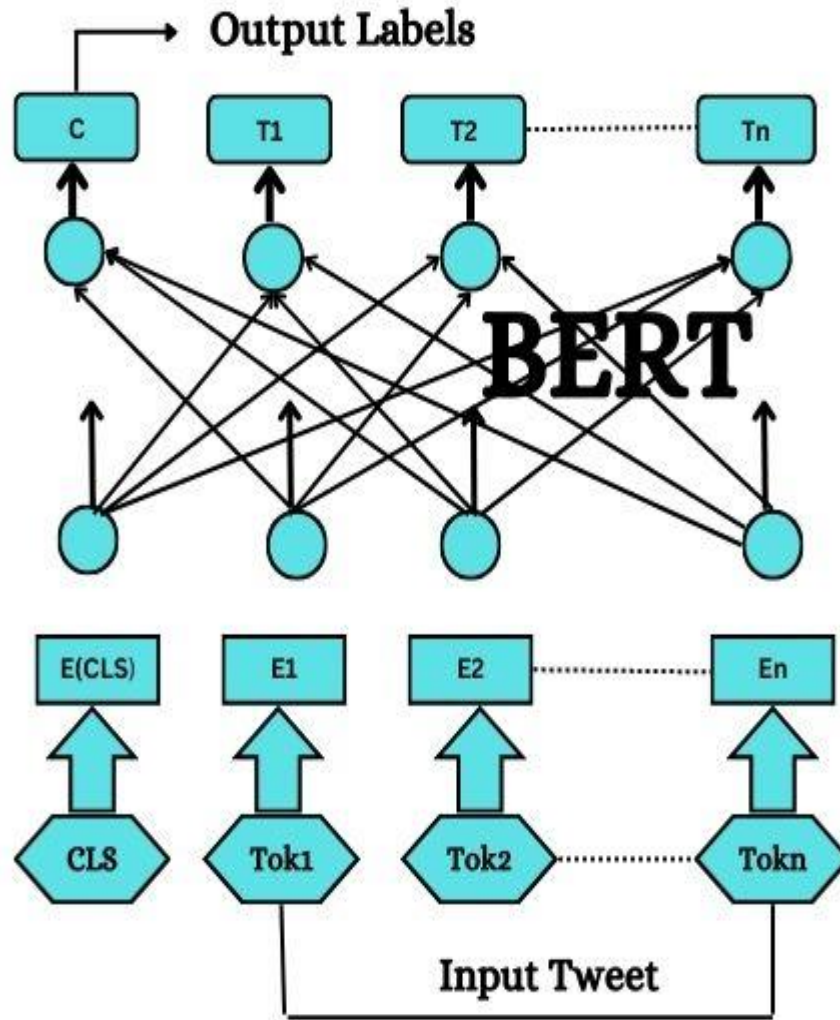 Output Labels
C
T1
T2
Tn
BERT
E(CLS)
E1
E2
En
CLS
Tok1
Tok2
Tokn
Input Tweet